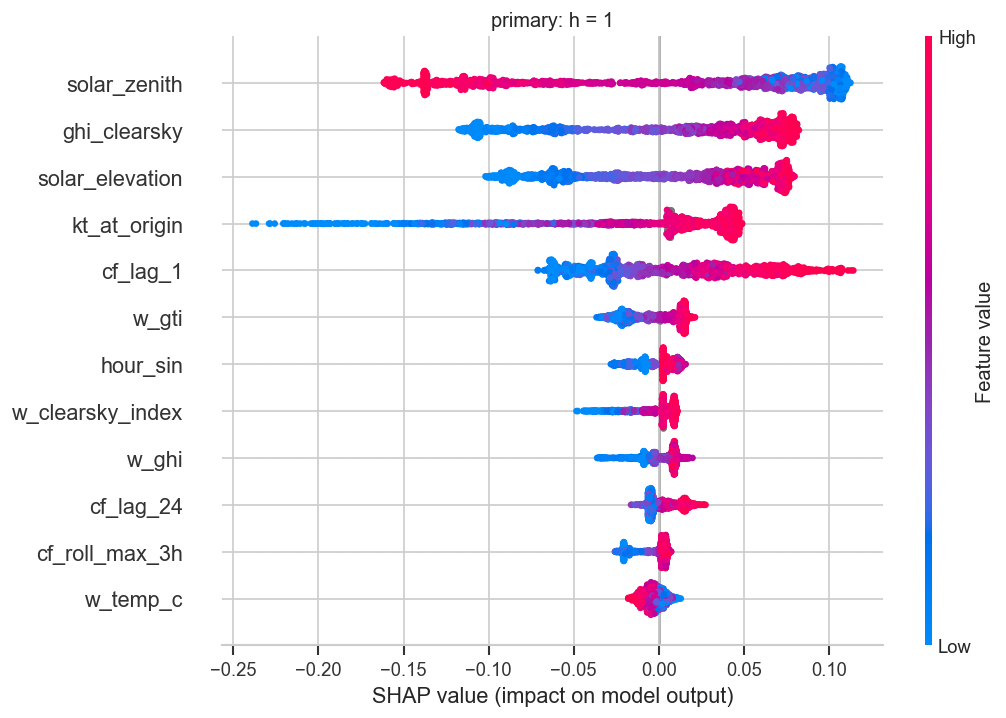 primary: h = 1
High
solar_zenith
ghi_clearsky
solar_elevation
kt_at_origin
cf_lag_1
w_gti
hour_sin
w_clearsky_index
w_ghi
cf_lag_24
cf_roll_max_3h
w_temp_c
Feature value
Low
−0.25 −0.20 −0.15 −0.10 −0.05 0.00 0.05 0.10
SHAP value (impact on model output)